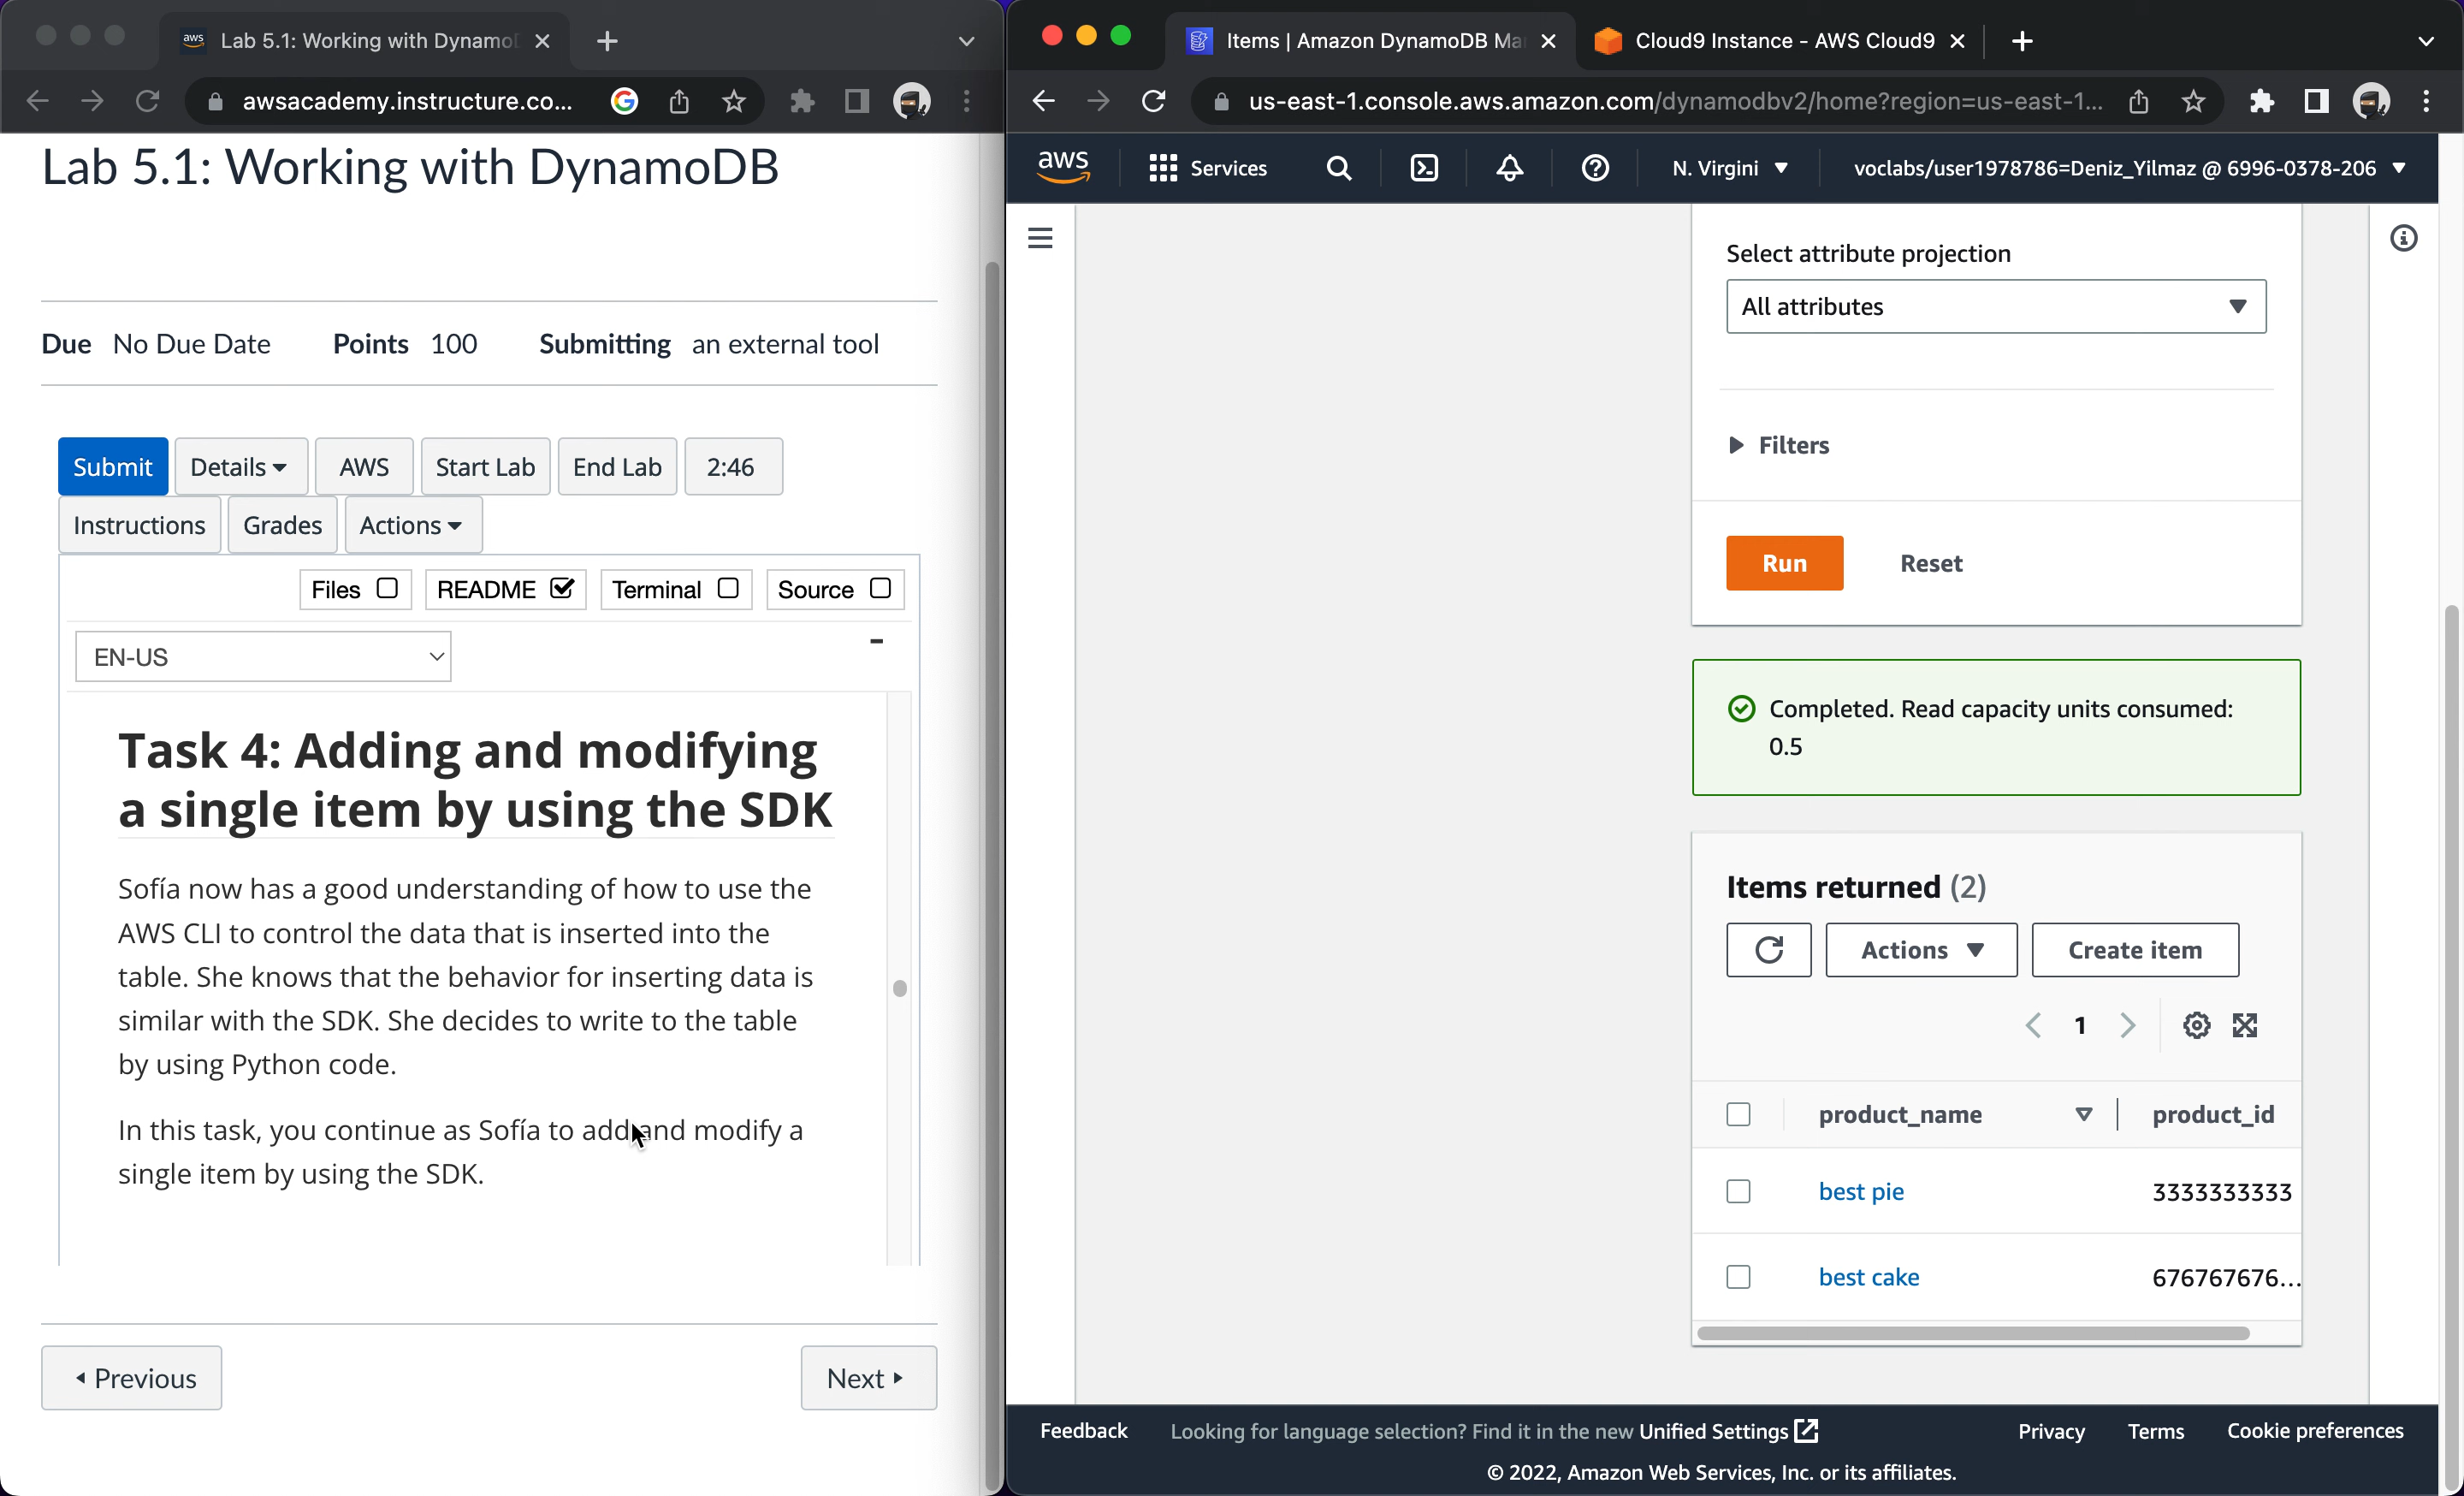 aws Lab 5.1: Working with Dynamo
awsacademy.instructure.co...
Lab 5.1: Working with DynamoDB
Due No Due Date Points 100 Submitting an external tool
Submit Details AWS Start Lab End Lab 2:46
Instructions Grades Actions
Files README Terminal Source
EN-US
Task 4: Adding and modifying
a single item by using the SDK
Sofía now has a good understanding of how to use the
AWS CLI to control the data that is inserted into the
table. She knows that the behavior for inserting data is
similar with the SDK. She decides to write to the table
by using Python code.
In this task, you continue as Sofía to add and modify a
single item by using the SDK.
Previous Next
Items | Amazon DynamoDB Ma Cloud9 Instance - AWS Cloud9
us-east-1.console.aws.amazon.com/dynamodbv2/home?region=us-east-1...
aws Services N. Virgini voclabs/user1978786=Deniz_Yilmaz @ 6996-0378-206
Select attribute projection
All attributes
Filters
Run Reset
Completed. Read capacity units consumed:
0.5
Items returned (2)
Actions Create item
1
product_name product_id
best pie 3333333333
best cake 676767676...
Feedback Looking for language selection? Find it in the new Unified Settings Privacy Terms Cookie preferences
© 2022, Amazon Web Services, Inc. or its affiliates.